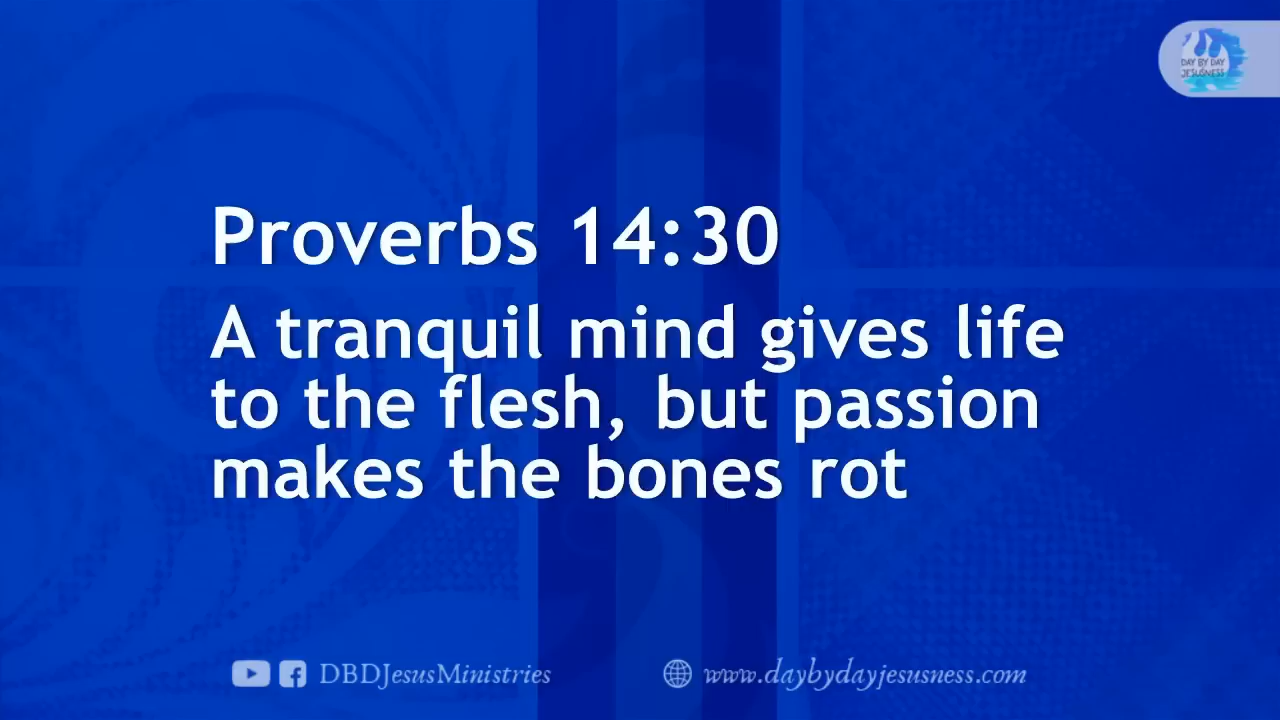 DAY BY DAY
JESUSNESS
Proverbs 14:30
A tranquil mind gives life
to the flesh, but passion
makes the bones rot
DBDJesusMinistries
www.daybydayjesusness.com